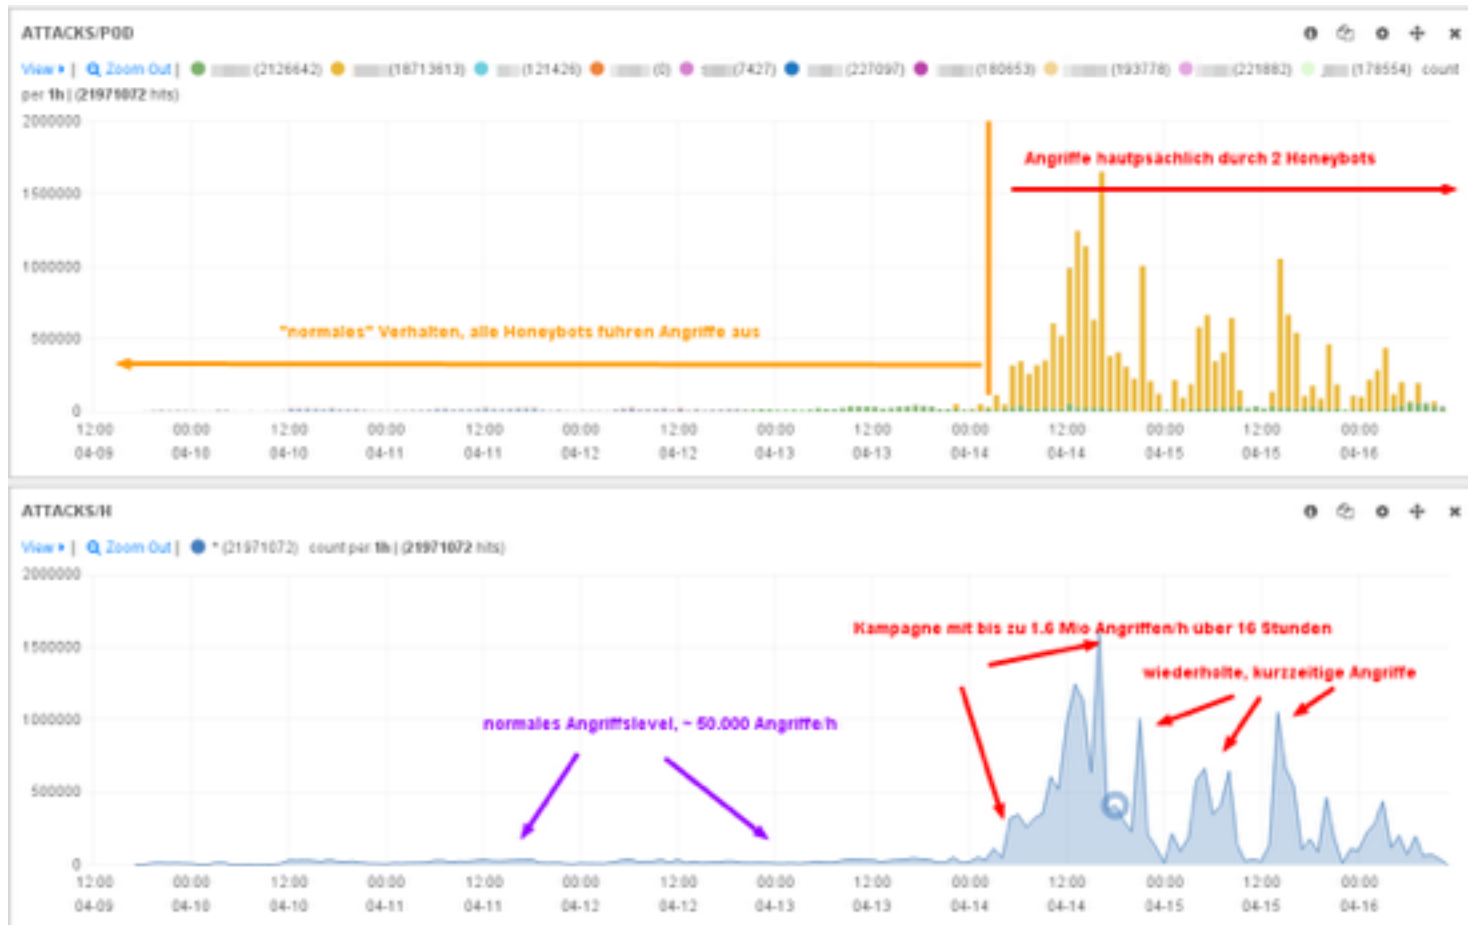 ATTACKS/POD
View ▸ | Zoom Out | (2126642) (18713613) (121426) (0) (7427) (227097) (180653) (193778) (221882) (178554) count
per 1h | (21971072 hits)
2000000
Angriffe hautpsächlich durch 2 Honeybots
1500000
1000000
"normales" Verhalten, alle Honeybots führen Angriffe aus
500000
0
12:00 00:00 12:00 00:00 12:00 00:00 12:00 00:00 12:00 00:00 12:00 00:00 12:00 00:00
04-09 04-10 04-10 04-11 04-11 04-12 04-12 04-13 04-13 04-14 04-14 04-15 04-15 04-16
ATTACKS/H
View ▸ | Zoom Out | * (21971072) count per 1h | (21971072 hits)
2000000
Kampagne mit bis zu 1.6 Mio Angriffen/h über 16 Stunden
1500000
wiederholte, kurzzeitige Angriffe
1000000
normales Angriffslevel, ~ 50.000 Angriffe/h
500000
0
12:00 00:00 12:00 00:00 12:00 00:00 12:00 00:00 12:00 00:00 12:00 00:00 12:00 00:00
04-09 04-10 04-10 04-11 04-11 04-12 04-12 04-13 04-13 04-14 04-14 04-15 04-15 04-16